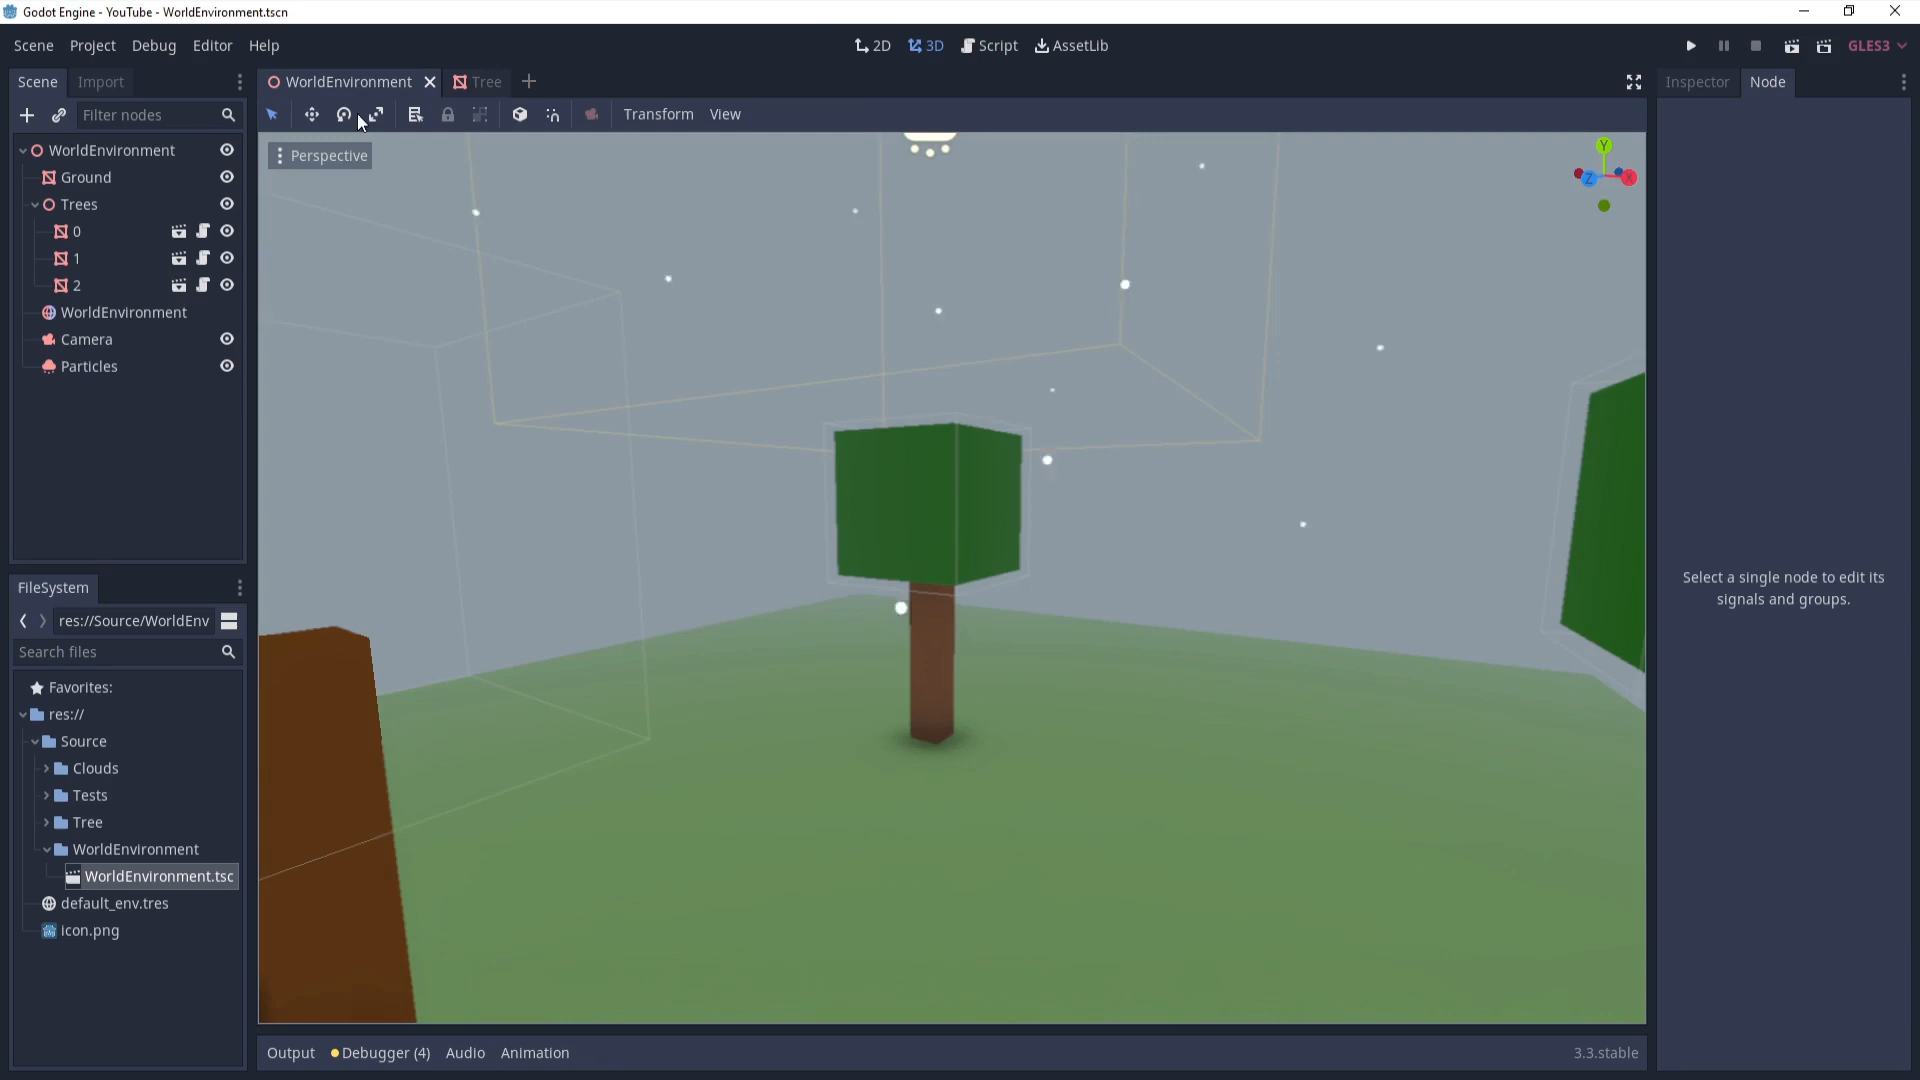 Godot Engine - YouTube - WorldEnvironment.tscn
Scene Project Debug Editor Help
2D 3D Script AssetLib
GLES3
Scene Import
WorldEnvironment Tree
Inspector Node
Filter nodes
Transform View
WorldEnvironment
Ground
Trees
0
1
2
WorldEnvironment
Camera
Particles
Perspective
Y
Z
X
Select a single node to edit its
signals and groups.
FileSystem
res://Source/WorldEnv
Search files
Favorites:
res://
Source
Clouds
Tests
Tree
WorldEnvironment
WorldEnvironment.tsc
default_env.tres
icon.png
Output Debugger (4) Audio Animation
3.3.stable